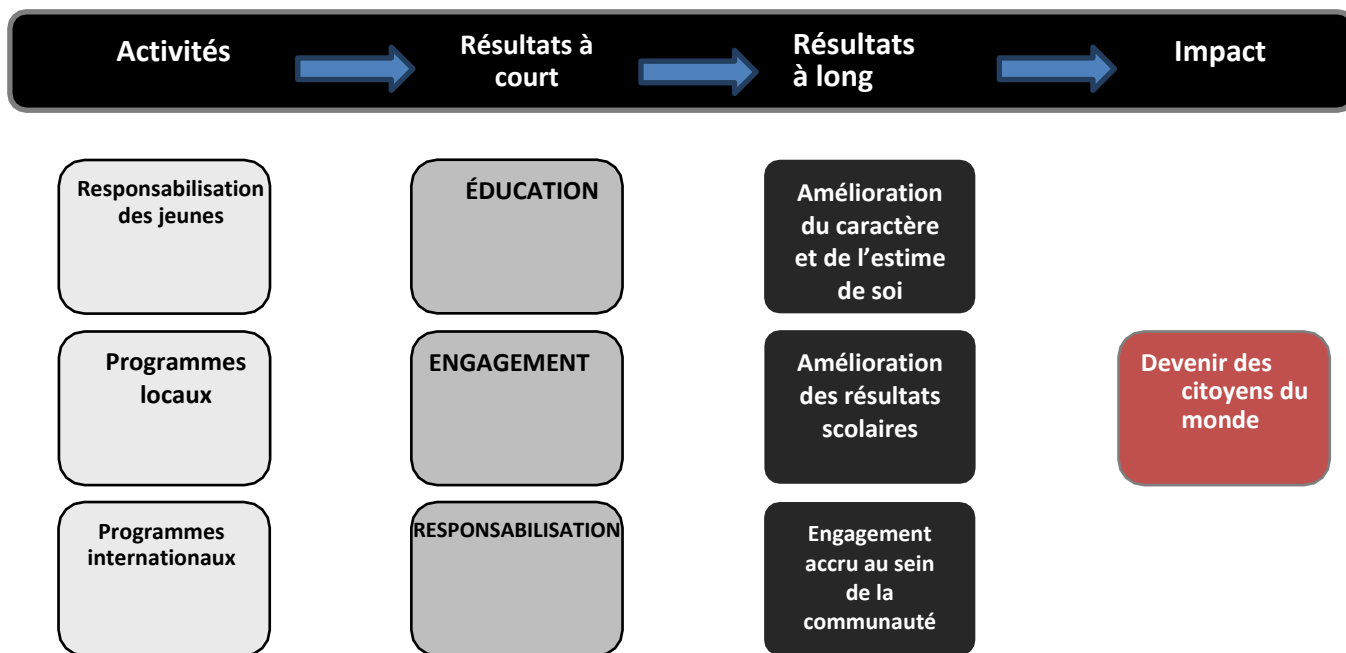 Activités
Résultats à
court
Résultats
à long
Impact
Responsabilisation
des jeunes
ÉDUCATION
Amélioration
du caractère
et de l’estime
de soi
Programmes
locaux
ENGAGEMENT
Amélioration
des résultats
scolaires
Devenir des
citoyens du
monde
Programmes
internationaux
RESPONSABILISATION
Engagement
accru au sein
de la
communauté